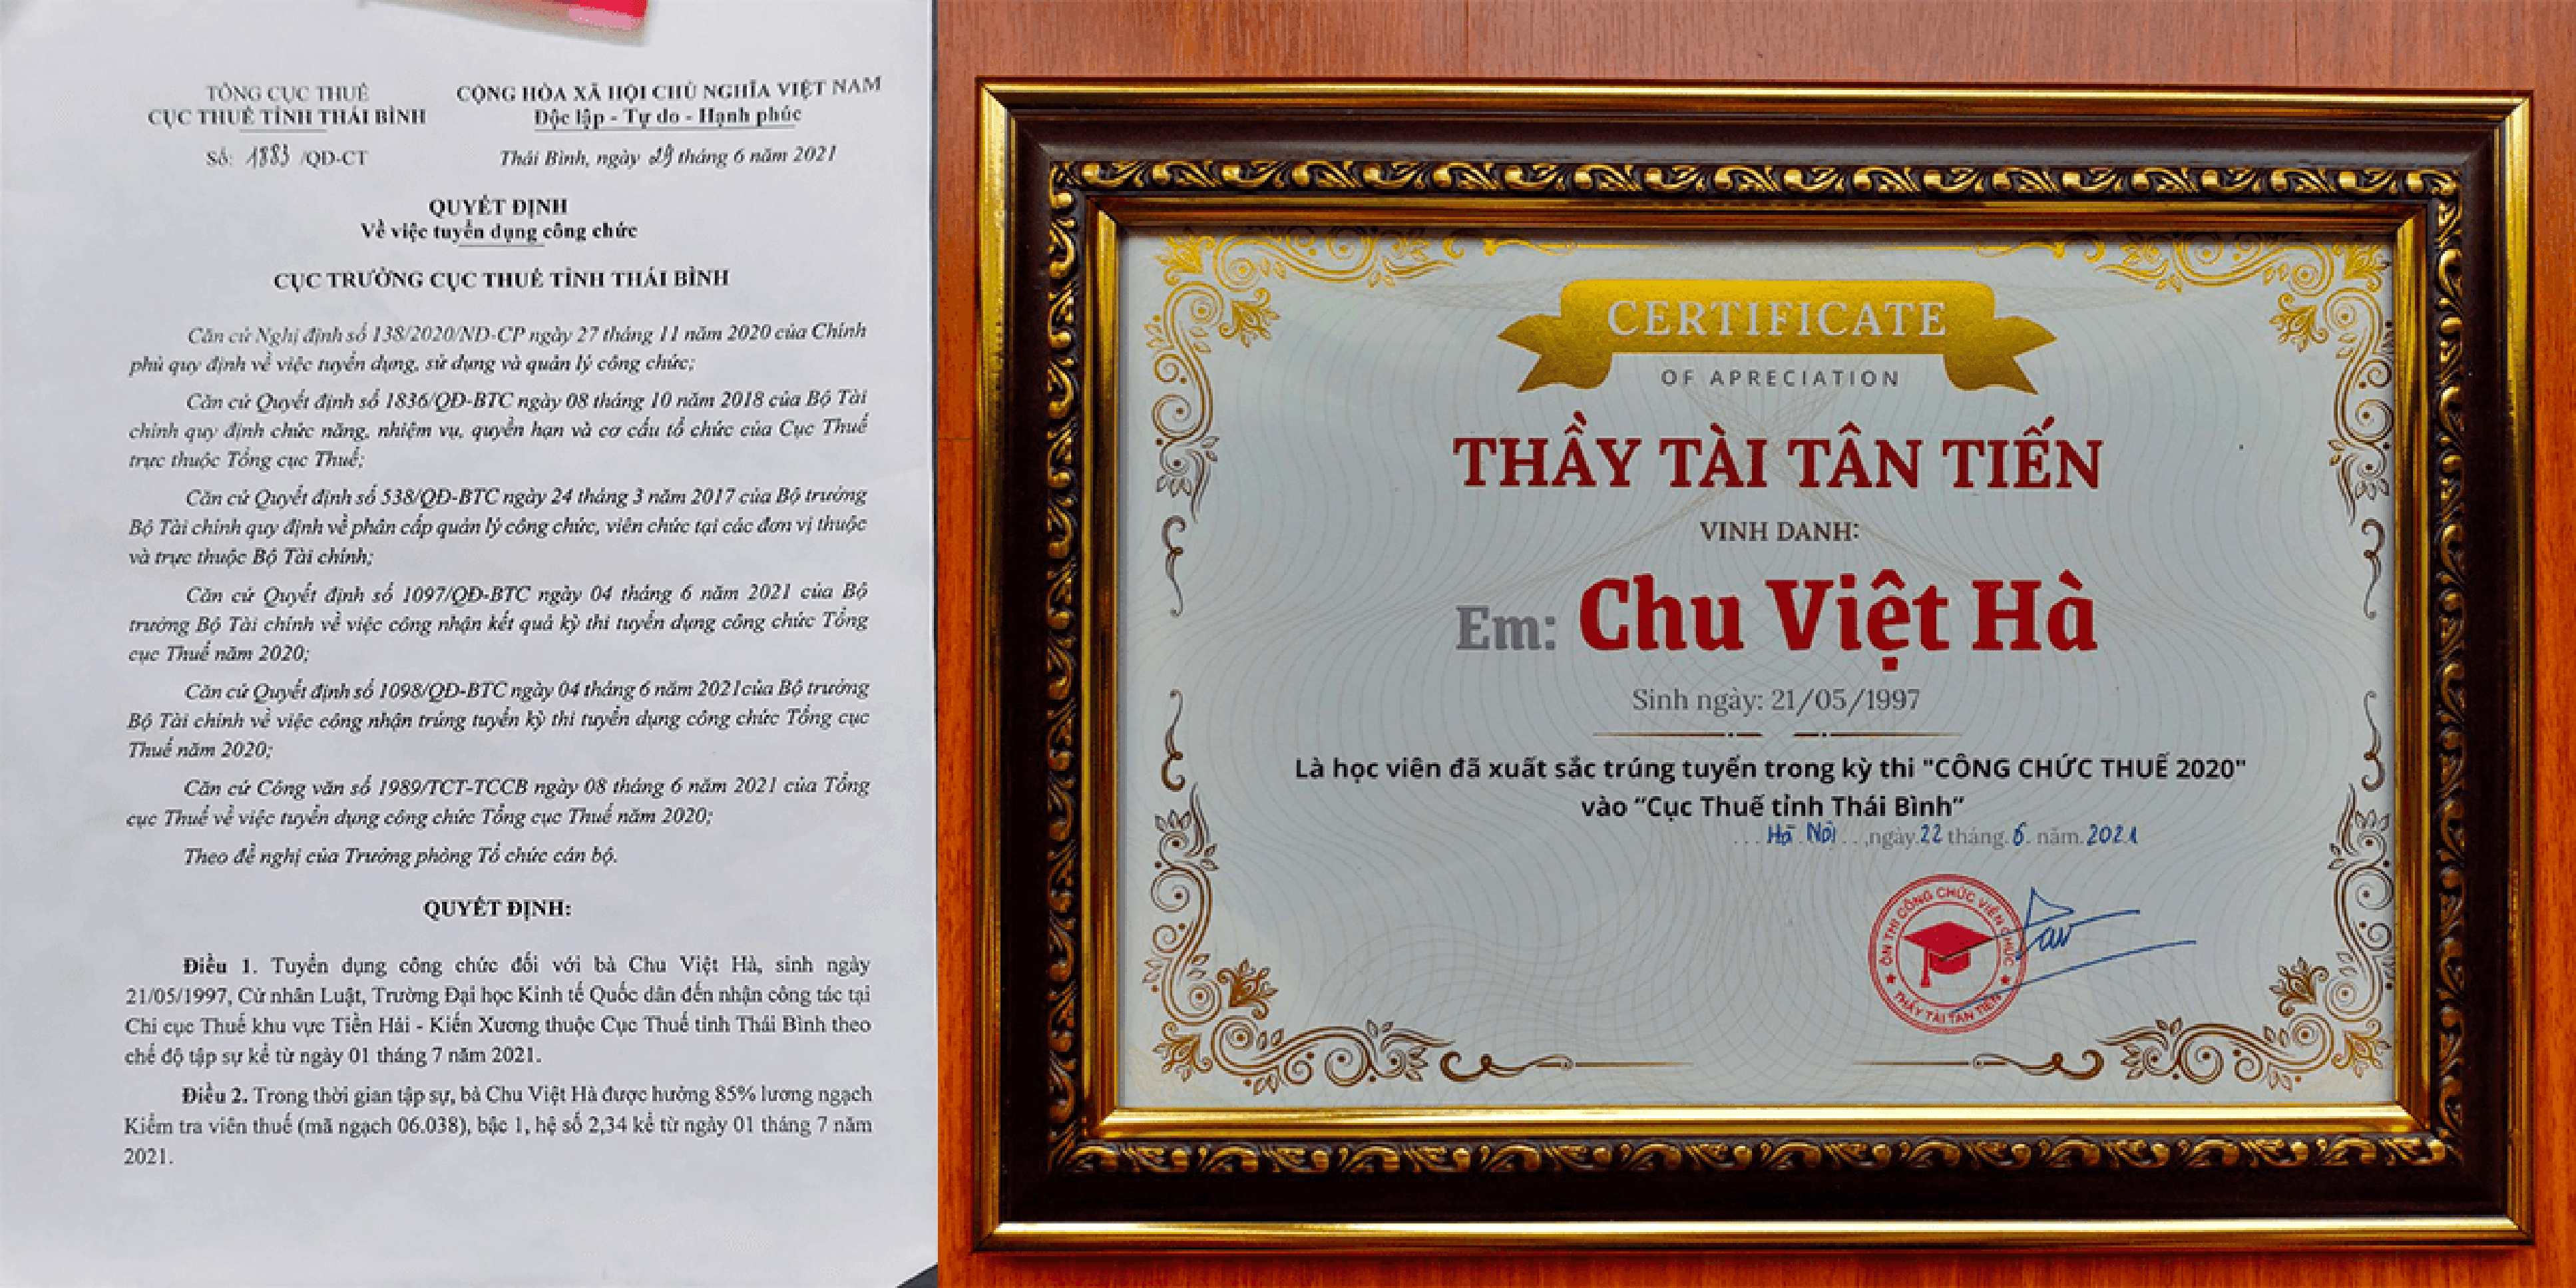 TỔNG CỤC THUẾ
CỤC THUẾ TỈNH THÁI BÌNH
Số: 1883 /QĐ-CT
CỘNG HÒA XÃ HỘI CHỦ NGHĨA VIỆT NAM
Độc lập - Tự do - Hạnh phúc
Thái Bình, ngày 29 tháng 6 năm 2021
QUYẾT ĐỊNH
Về việc tuyển dụng công chức
CỤC TRƯỞNG CỤC THUẾ TỈNH THÁI BÌNH
Căn cứ Nghị định số 138/2020/NĐ-CP ngày 27 tháng 11 năm 2020 của Chính
phủ quy định về việc tuyển dụng, sử dụng và quản lý công chức;
Căn cứ Quyết định số 1836/QĐ-BTC ngày 08 tháng 10 năm 2018 của Bộ Tài
chính quy định chức năng, nhiệm vụ, quyền hạn và cơ cấu tổ chức của Cục Thuế
trực thuộc Tổng cục Thuế;
Căn cứ Quyết định số 538/QĐ-BTC ngày 24 tháng 3 năm 2017 của Bộ trưởng
Bộ Tài chính quy định về phân cấp quản lý công chức, viên chức tại các đơn vị thuộc
và trực thuộc Bộ Tài chính;
Căn cứ Quyết định số 1097/QĐ-BTC ngày 04 tháng 6 năm 2021 của Bộ
trưởng Bộ Tài chính về việc công nhận kết quả kỳ thi tuyển dụng công chức Tổng
cục Thuế năm 2020;
Căn cứ Quyết định số 1098/QĐ-BTC ngày 04 tháng 6 năm 2021của Bộ trưởng
Bộ Tài chính về việc công nhận trúng tuyển kỳ thi tuyển dụng công chức Tổng cục
Thuế năm 2020;
Căn cứ Công văn số 1989/TCT-TCCB ngày 08 tháng 6 năm 2021 của Tổng
cục Thuế về việc tuyển dụng công chức Tổng cục Thuế năm 2020;
Theo đề nghị của Trưởng phòng Tổ chức cán bộ.
QUYẾT ĐỊNH:
Điều 1. Tuyển dụng công chức đối với bà Chu Việt Hà, sinh ngày
21/05/1997, Cử nhân Luật, Trường Đại học Kinh tế Quốc dân đến nhận công tác tại
Chi cục Thuế khu vực Tiền Hải - Kiến Xương thuộc Cục Thuế tỉnh Thái Bình theo
chế độ tập sự kể từ ngày 01 tháng 7 năm 2021.
Điều 2. Trong thời gian tập sự, bà Chu Việt Hà được hưởng 85% lương ngạch
Kiểm tra viên thuế (mã ngạch 06.038), bậc 1, hệ số 2,34 kể từ ngày 01 tháng 7 năm
2021.
CERTIFICATE
OF APRECIATION
THẦY TÀI TÂN TIẾN
VINH DANH:
Em: Chu Việt Hà
Sinh ngày: 21/05/1997
Là học viên đã xuất sắc trúng tuyển trong kỳ thi "CÔNG CHỨC THUẾ 2020"
vào “Cục Thuế tỉnh Thái Bình”
...Hà Nội..., ngày.22 tháng.6. năm.2021
ÔN THI CÔNG CHỨC VIÊN CHỨC
THẦY TÀI TÂN TIẾN